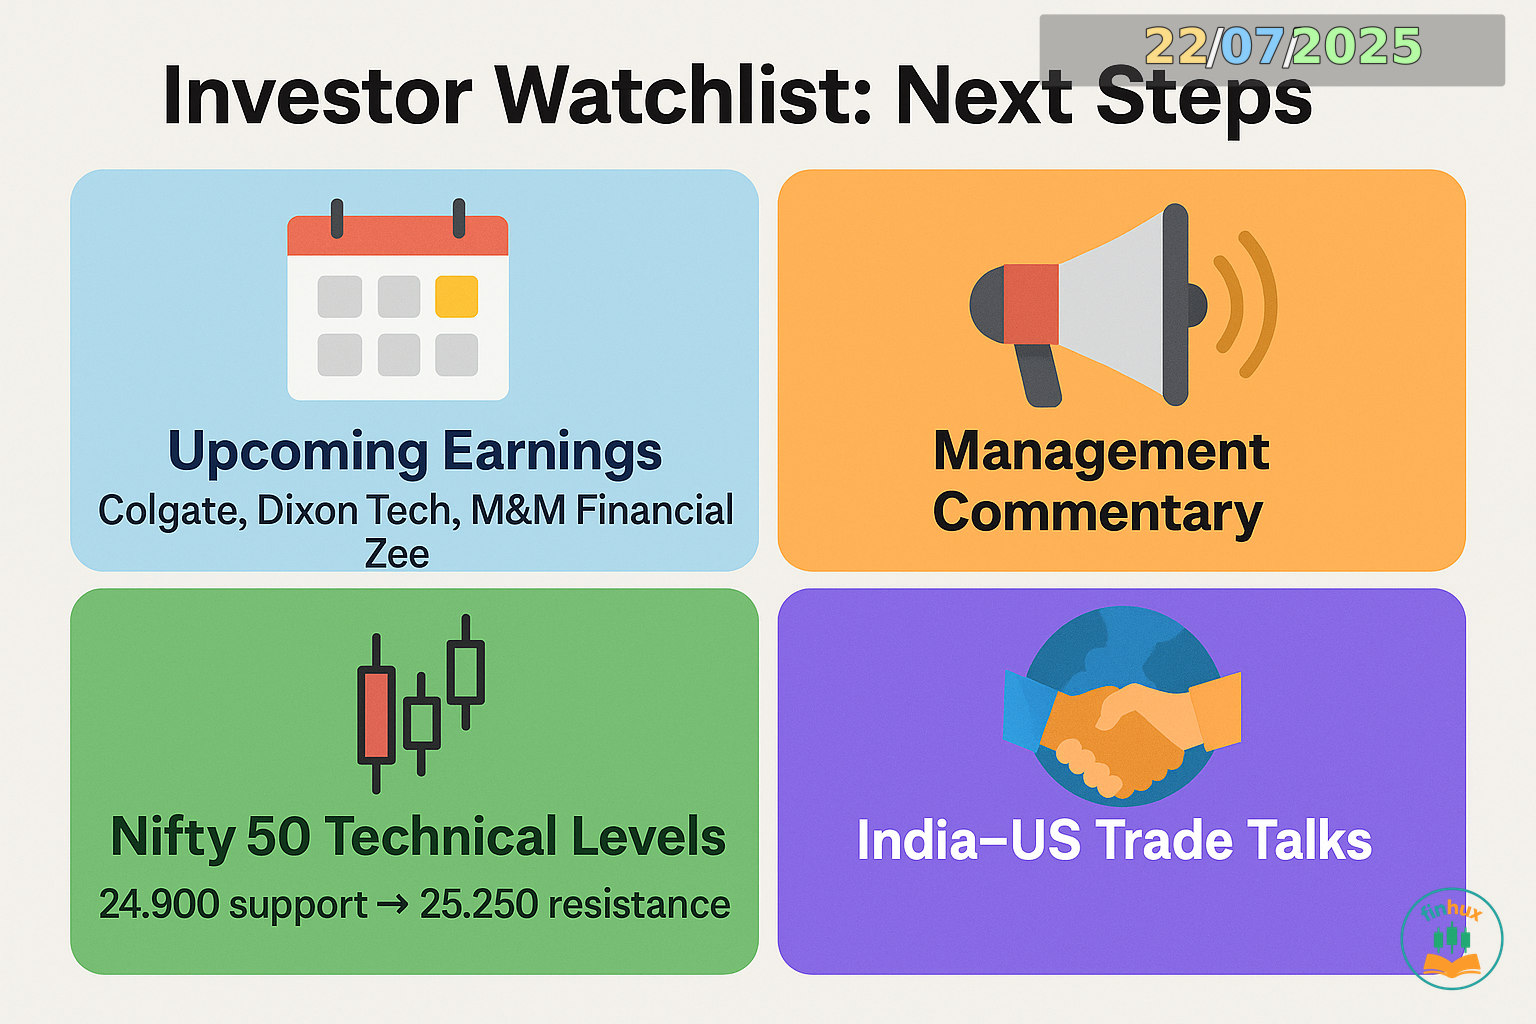 22/07/2025
Investor Watchlist: Next Steps
Upcoming Earnings
Colgate, Dixon Tech, M&M Financial
Zee
Management
Commentary
Nifty 50 Technical Levels
24.900 support → 25.250 resistance
India–US Trade Talks
finhux